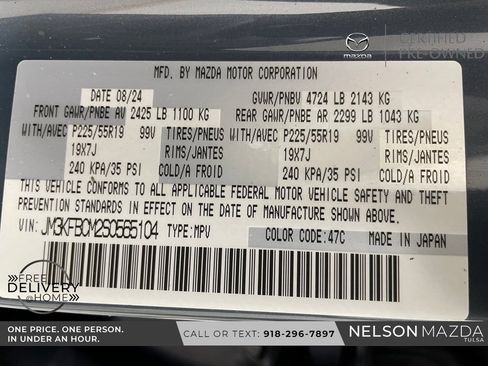 mazda
CERTIFIED
PRE-OWNED
MFD. BY MAZDA MOTOR CORPORATION
DATE 08/24 GVWR/PNBV 4724 LB 2143 KG
FRONT GAWR/PNBE AV 2425 LB 1100 KG REAR GAWR/PNBE AR 2299 LB 1043 KG
WITH/AVEC P225/55R19 99V TIRES/PNEUS WITH/AVEC P225/55R19 99V TIRES/PNEUS
19X7J RIMS/JANTES 19X7J RIMS/JANTES
240 KPA/35 PSI COLD/A FROID 240 KPA/35 PSI COLD/A FROID
THIS VEHICLE CONFORMS TO ALL APPLICABLE FEDERAL MOTOR VEHICLE SAFETY AND THEFT
PREVENTION STANDARDS IN EFFECT ON THE DATE OF MANUFACTURE SHOWN ABOVE.
VIN: JM3KFBCM2S0565104 TYPE: MPV COLOR CODE: 47C MADE IN JAPAN
FREE
DELIVERY
@HOME
ONE PRICE. ONE PERSON.
IN UNDER AN HOUR.
CALL OR TEXT: 918-296-7897
NELSON MAZDA
TULSA